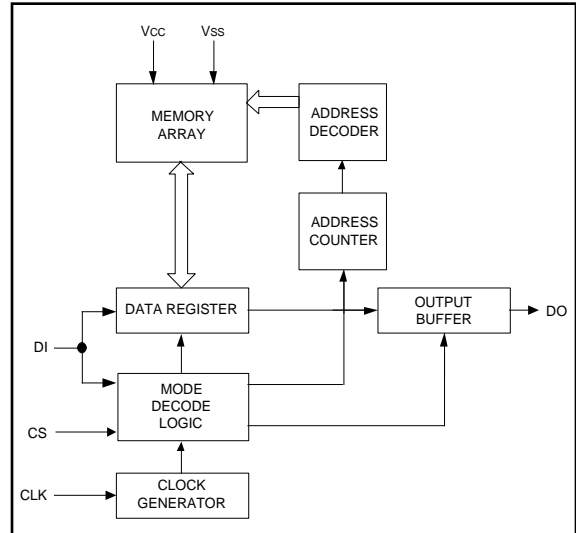 Vcc Vss
MEMORY
ARRAY
ADDRESS
DECODER
ADDRESS
COUNTER
DATA REGISTER
OUTPUT
BUFFER
DO
DI
MODE
DECODE
LOGIC
CS
CLK
CLOCK
GENERATOR